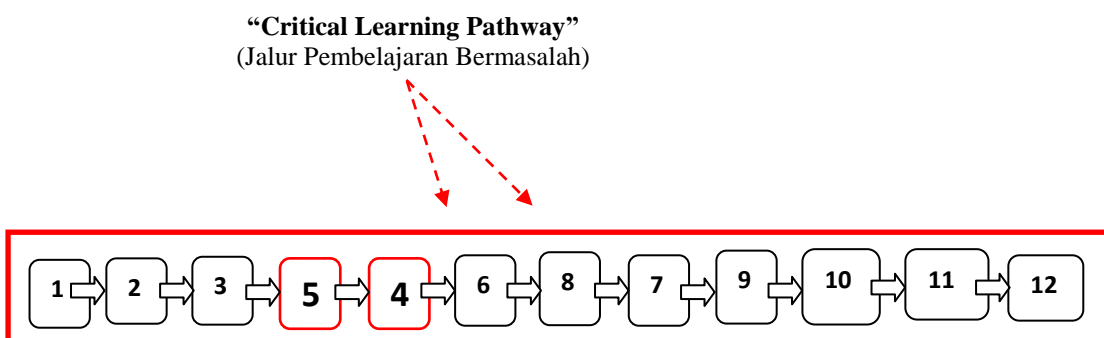 “Critical Learning Pathway”
(Jalur Pembelajaran Bermasalah)
1 2 3 5 4 6 8 7 9 10 11 12